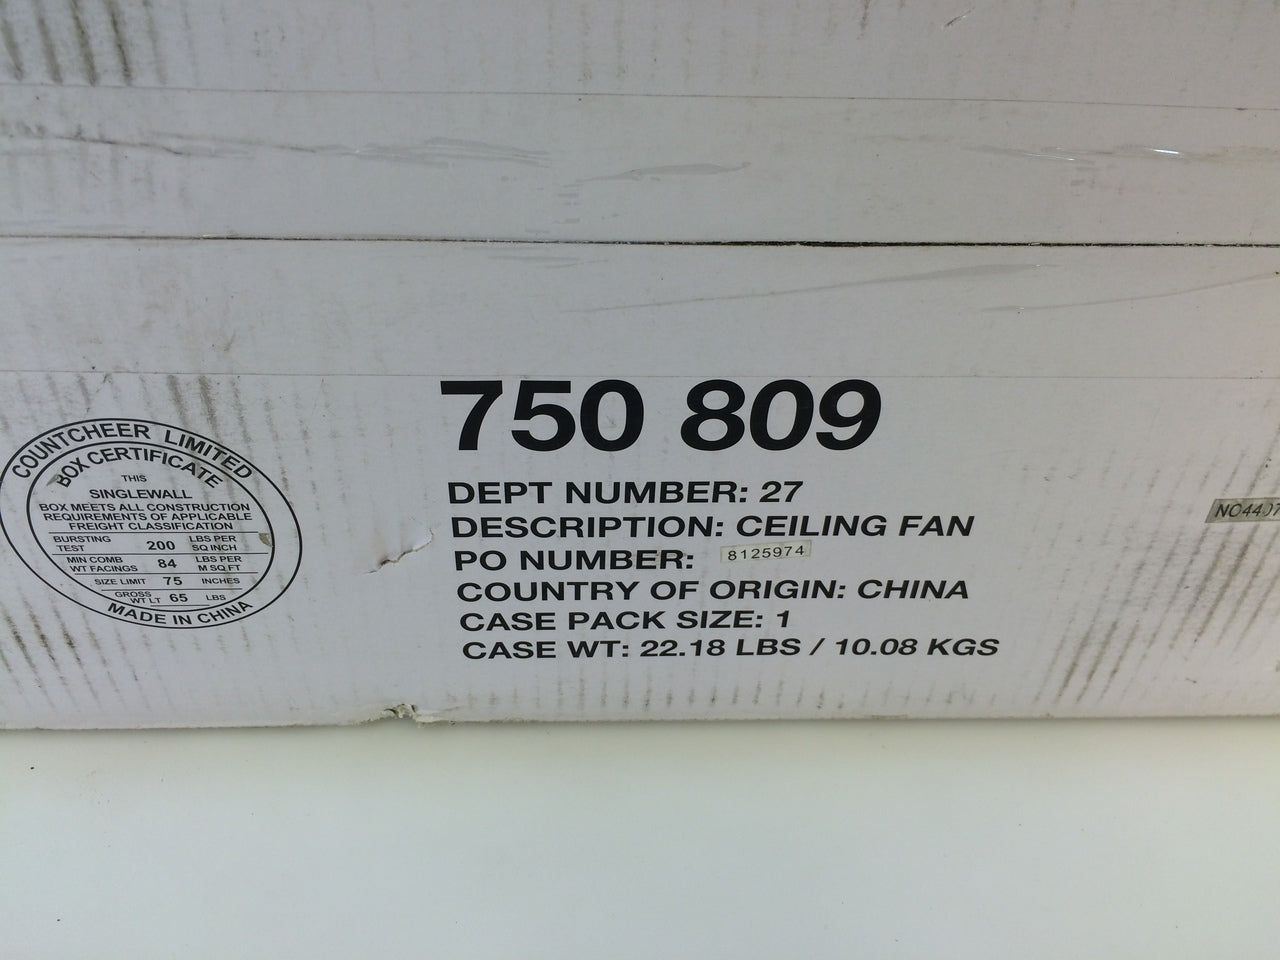 750 809
DEPT NUMBER: 27
DESCRIPTION: CEILING FAN
PO NUMBER: 8125974
COUNTRY OF ORIGIN: CHINA
CASE PACK SIZE: 1
CASE WT: 22.18 LBS / 10.08 KGS
COUNTCHEER LIMITED
BOX CERTIFICATE
THIS
SINGLEWALL
BOX MEETS ALL CONSTRUCTION
REQUIREMENTS OF APPLICABLE
FREIGHT CLASSIFICATION
BURSTING TEST 200 LBS PER SQ INCH
MIN COMB WT FACINGS 84 LBS PER M SQ FT
SIZE LIMIT 75 INCHES
GROSS WT LT 65 LBS
MADE IN CHINA